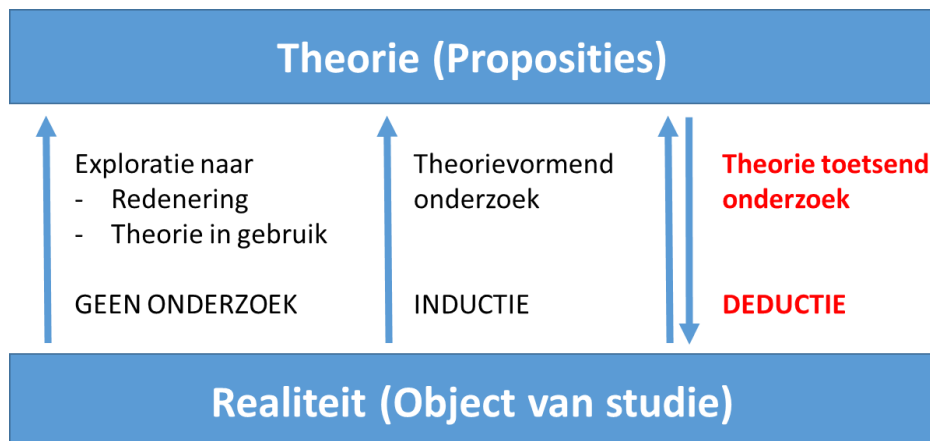 Theorie (Proposities)
Exploratie naar
- Redenering
- Theorie in gebruik
GEEN ONDERZOEK
Theorievormend
onderzoek
INDUCTIE
Theorie toetsend
onderzoek
DEDUCTIE
Realiteit (Object van studie)